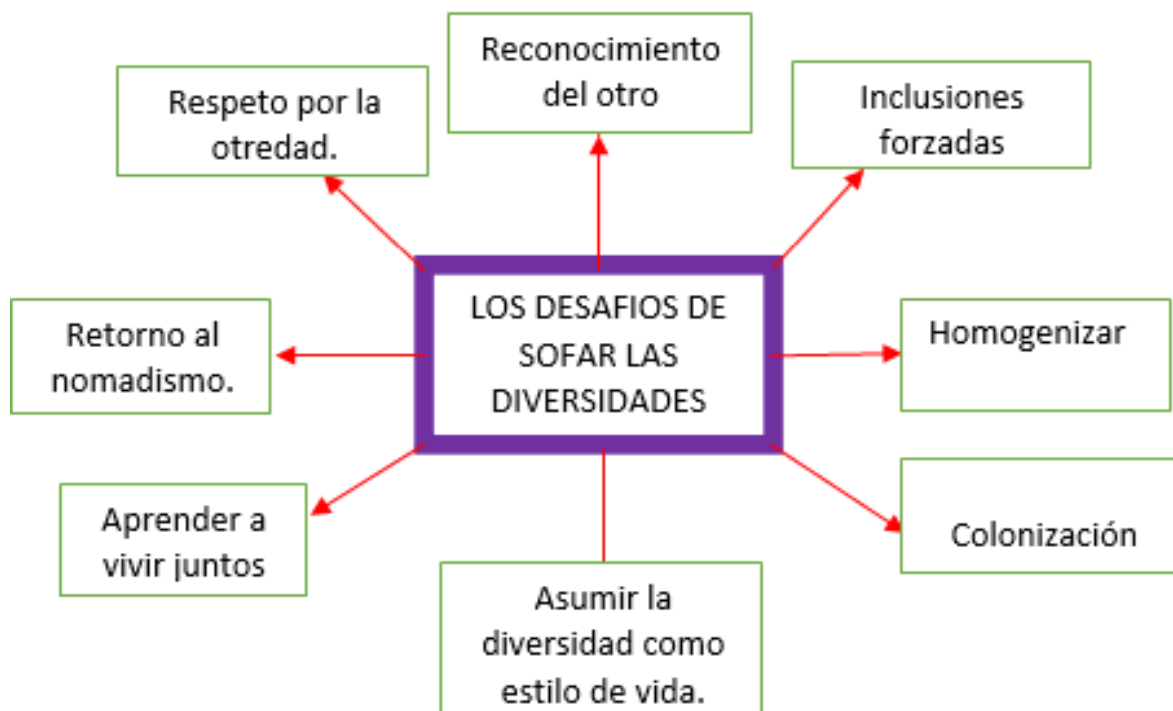 Reconocimiento
del otro
Respeto por la
otredad.
Inclusiones
forzadas
LOS DESAFIOS DE
SOFAR LAS
DIVERSIDADES
Retorno al
nomadismo.
Homogenizar
Aprender a
vivir juntos
Colonización
Asumir la
diversidad como
estilo de vida.